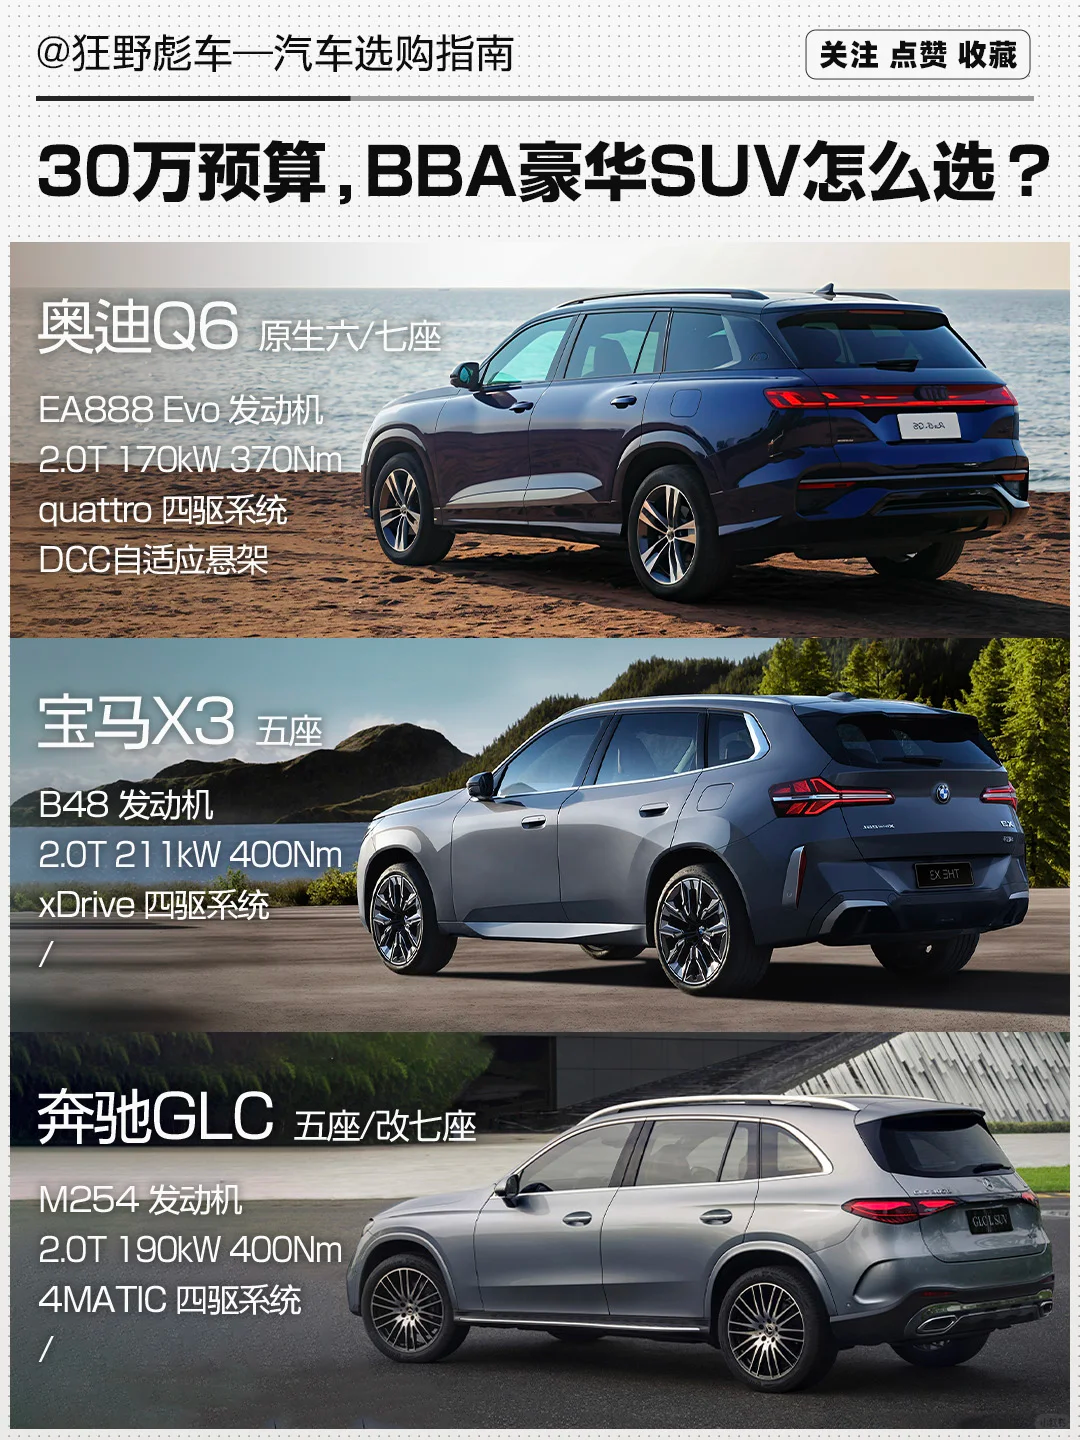 @狂野彪车—汽车选购指南
关注 点赞 收藏
30万预算,BBA豪华SUV怎么选?
奥迪Q6 原生六/七座
EA888 Evo 发动机
2.0T 170kW 370Nm
quattro 四驱系统
DCC自适应悬架
宝马X3 五座
B48 发动机
2.0T 211kW 400Nm
xDrive 四驱系统
/
THE X3
奔驰GLC 五座/改七座
M254 发动机
2.0T 190kW 400Nm
4MATIC 四驱系统
/
GLC L SUV